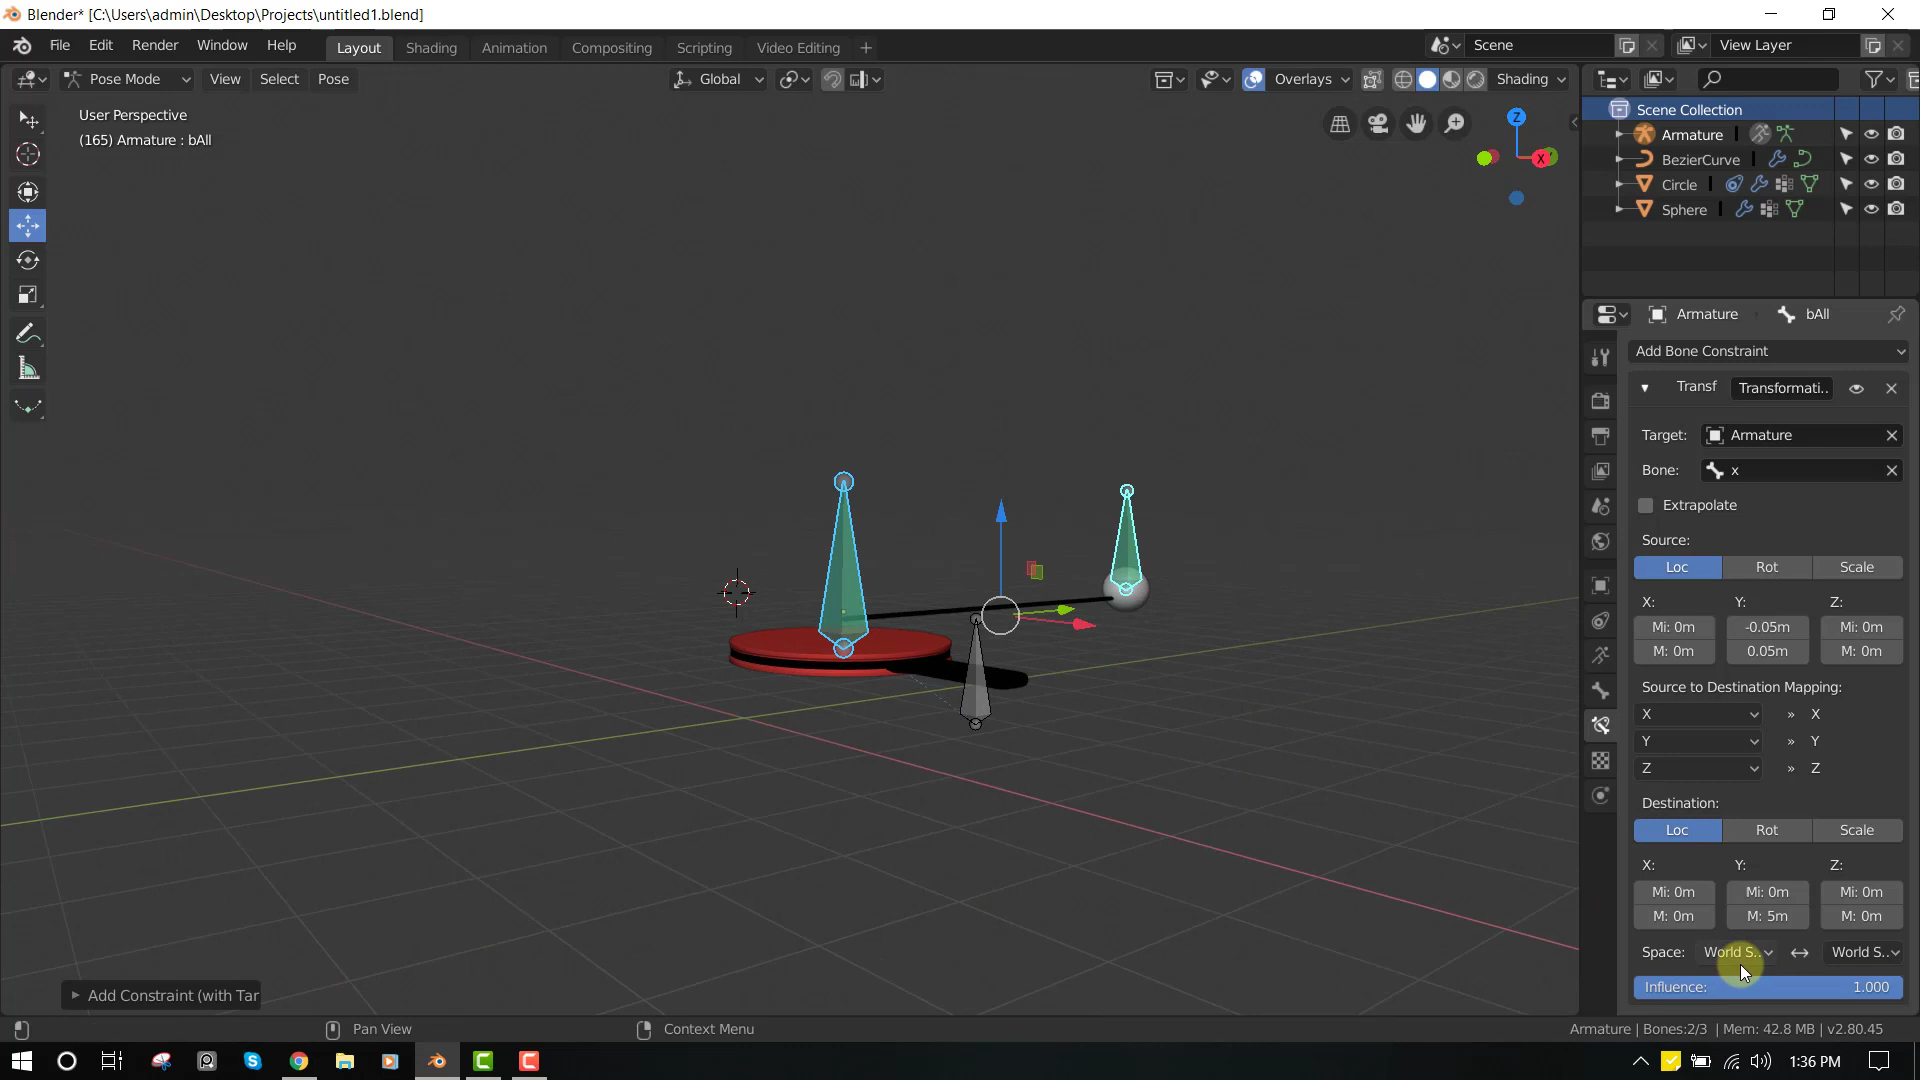 Blender* [C:\Users\admin\Desktop\Projects\untitled1.blend]
File Edit Render Window Help Layout Shading Animation Compositing Scripting Video Editing + Scene View Layer
Pose Mode View Select Pose Global Overlays Shading
User Perspective
(165) Armature : bAll
Z
X
Scene Collection
Armature
BezierCurve
Circle
Sphere
Armature bAll
Add Bone Constraint
Transf Transformati..
Target: Armature
Bone: x
Extrapolate
Source:
Loc Rot Scale
X: Y: Z:
Mi: 0m -0.05m Mi: 0m
M: 0m 0.05m M: 0m
Source to Destination Mapping:
X » X
Y » Y
Z » Z
Destination:
Loc Rot Scale
X: Y: Z:
Mi: 0m Mi: 0m Mi: 0m
M: 0m M: 5m M: 0m
Space: World S.. World S..
Influence: 1.000
Add Constraint (with Tar
Pan View Context Menu Armature | Bones:2/3 | Mem: 42.8 MB | v2.80.45
1:36 PM